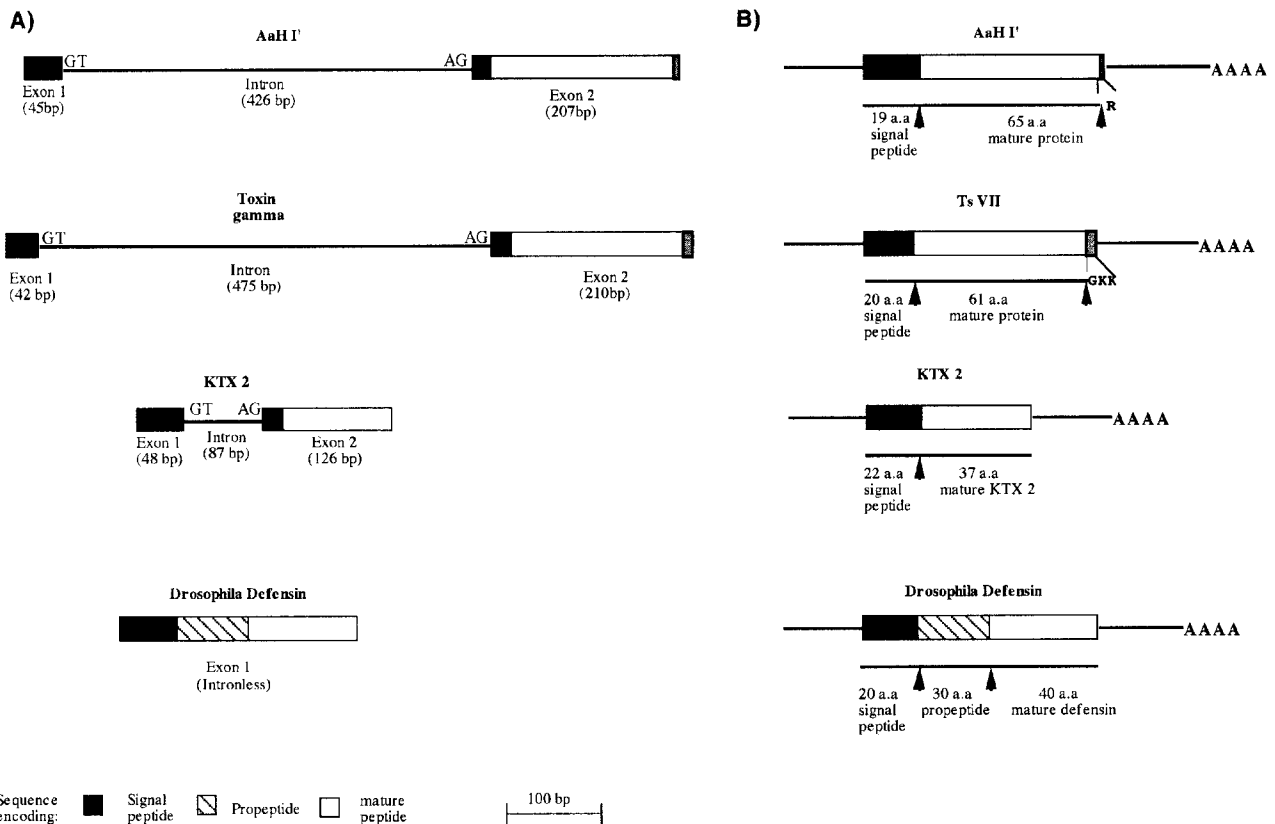 A)
AaH I'
GT
AG
Exon 1
(45bp)
Intron
(426 bp)
Exon 2
(207bp)
Toxin
gamma
GT
AG
Exon 1
(42 bp)
Intron
(475 bp)
Exon 2
(210bp)
KTX 2
GT
AG
Exon 1
(48 bp)
Intron
(87 bp)
Exon 2
(126 bp)
Drosophila Defensin
Exon 1
(Intronless)
B)
AaH I'
AAAA
R
19 a.a
signal
peptide
65 a.a
mature protein
Ts VII
AAAA
GKK
20 a.a
signal
peptide
61 a.a
mature protein
KTX 2
AAAA
22 a.a
signal
peptide
37 a.a
mature KTX 2
Drosophila Defensin
AAAA
20 a.a
signal
peptide
30 a.a
propeptide
40 a.a
mature defensin
Sequence
encoding:
Signal
peptide
Propeptide
mature
peptide
100 bp